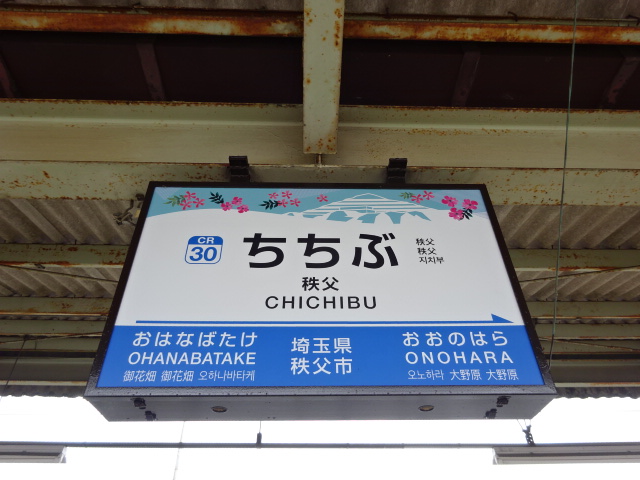 CR
30
ちちぶ
秩父
秩父
지치부
秩父
CHICHIBU
おはなばたけ
OHANABATAKE
御花畑 御花畑 오하나바타케
埼玉県
秩父市
おおのはら
ONOHARA
오노하라 大野原 大野原